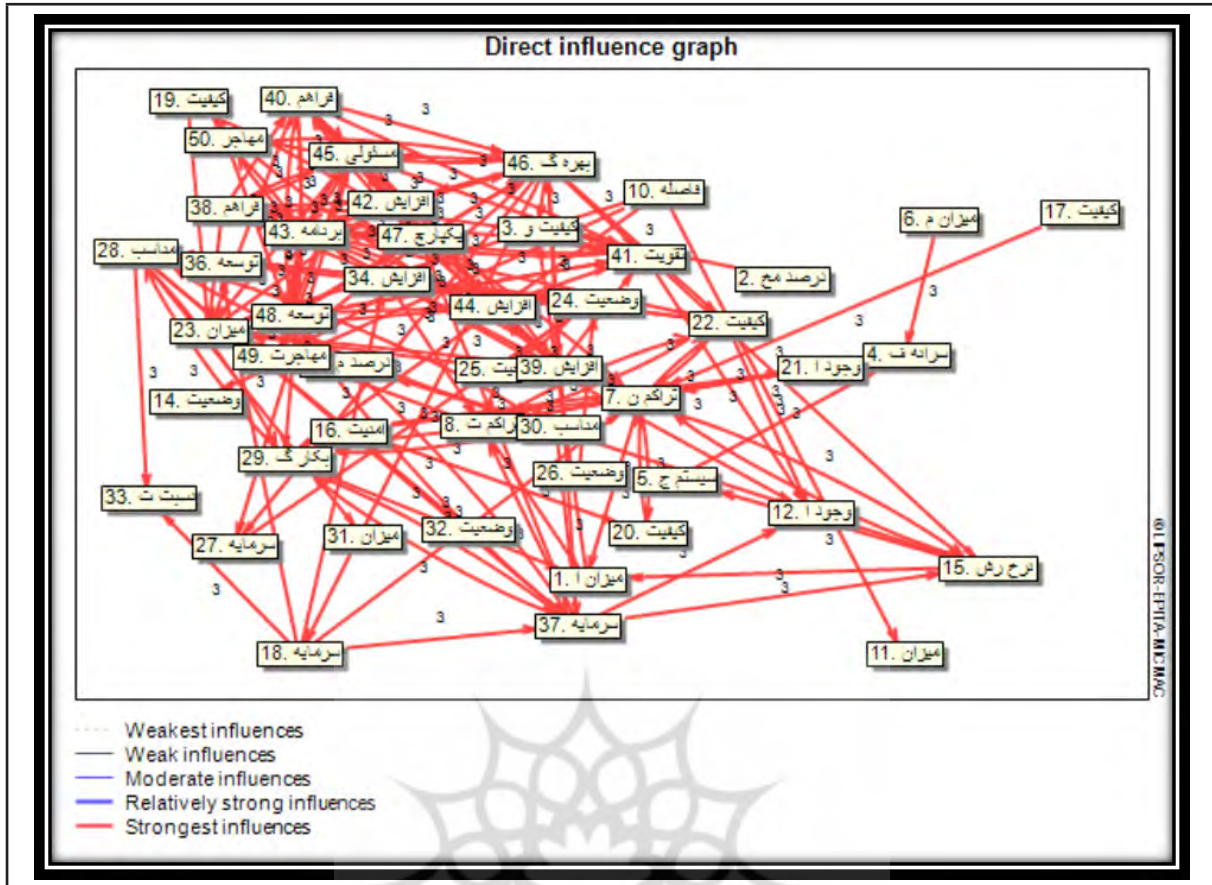 Direct influence graph
19. کیفیت
40. فراهم
50. مهاجر
45. مسئولی
46. بهره گ
10. فاصله
38. فراهم
42. افزایش
6. میزان م
17. کیفیت
43. برنامه
47. یکپارچ
3. کیفیت و
28. مناسب
36. توسعه
34. افزایش
41. تقویت
2. درصد مح
48. توسعه
44. افزایش
24. وضعیت
23. میزان
22. کیفیت
49. مهاجرت
درصد م
25.
39. افزایش
21. وجود ا
4. سرانه ف
14. وضعیت
7. تراکم ن
16. امنیت
8. تراکم ت
30. مناسب
29. بکار گ
26. وضعیت
5. سیستم ج
33. نسبت ت
12. وجود ا
27. سرمایه
31. میزان
32. وضعیت
20. کیفیت
1. میزان ا
15. نرخ رش
37. سرمایه
18. سرمایه
11. میزان
3
© LIPSOR-EPITA-MICMAC
Weakest influences
Weak influences
Moderate influences
Relatively strong influences
Strongest influences